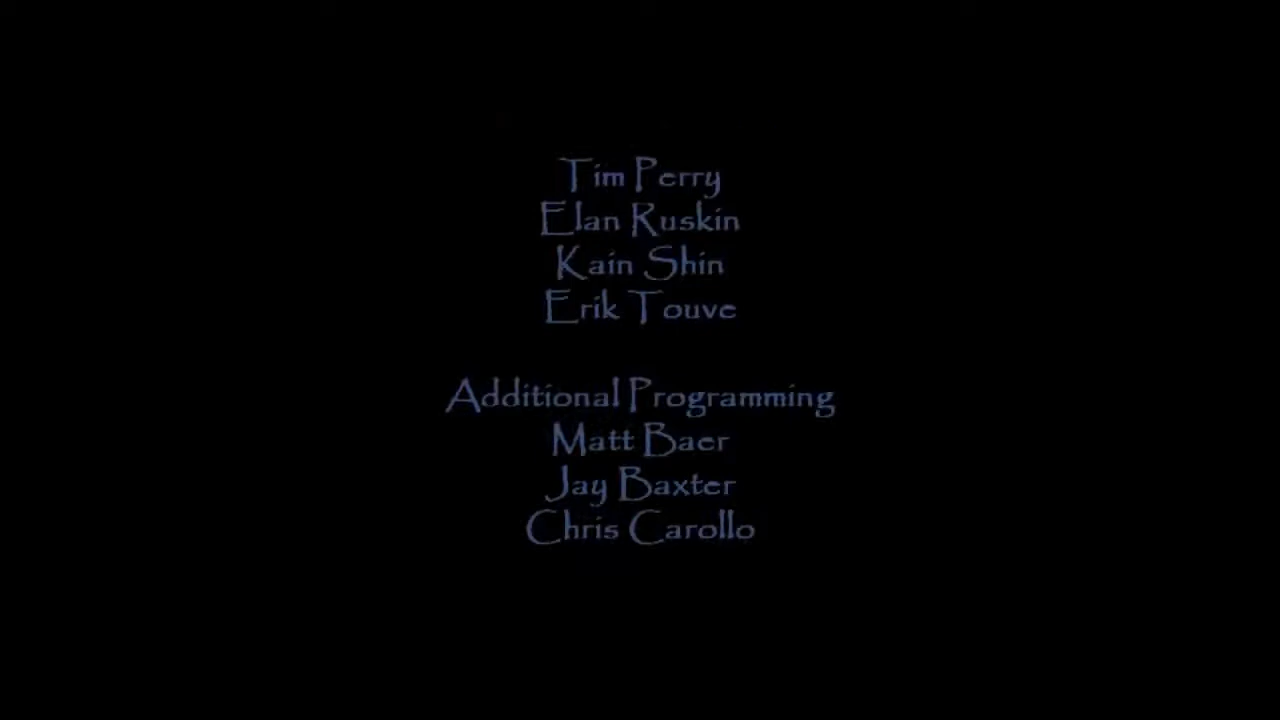 Tim Perry
Elan Ruskin
Kain Shin
Erik Touve
Additional Programming
Matt Baer
Jay Baxter
Chris Carollo